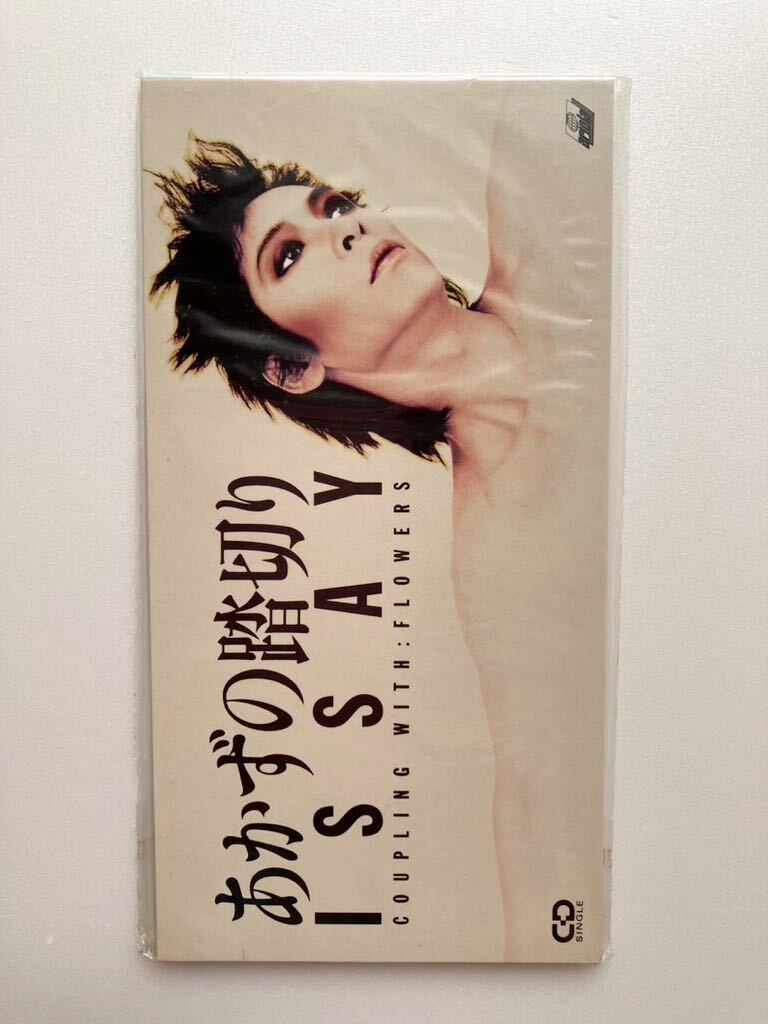 あかずの踏切り
ISSAY
COUPLING WITH:FLOWERS
CD
SINGLE